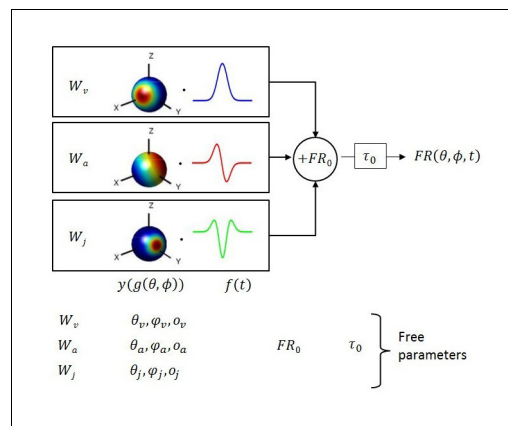 Z
W_v
X
Y
Z
W_a
X
Y
Z
W_j
X
Y
+FR_0
τ_0
FR(θ, ϕ, t)
y(g(θ, ϕ))
f(t)
W_v θ_v, φ_v, o_v
W_a θ_a, φ_a, o_a FR_0 τ_0
W_j θ_j, φ_j, o_j
Free
parameters